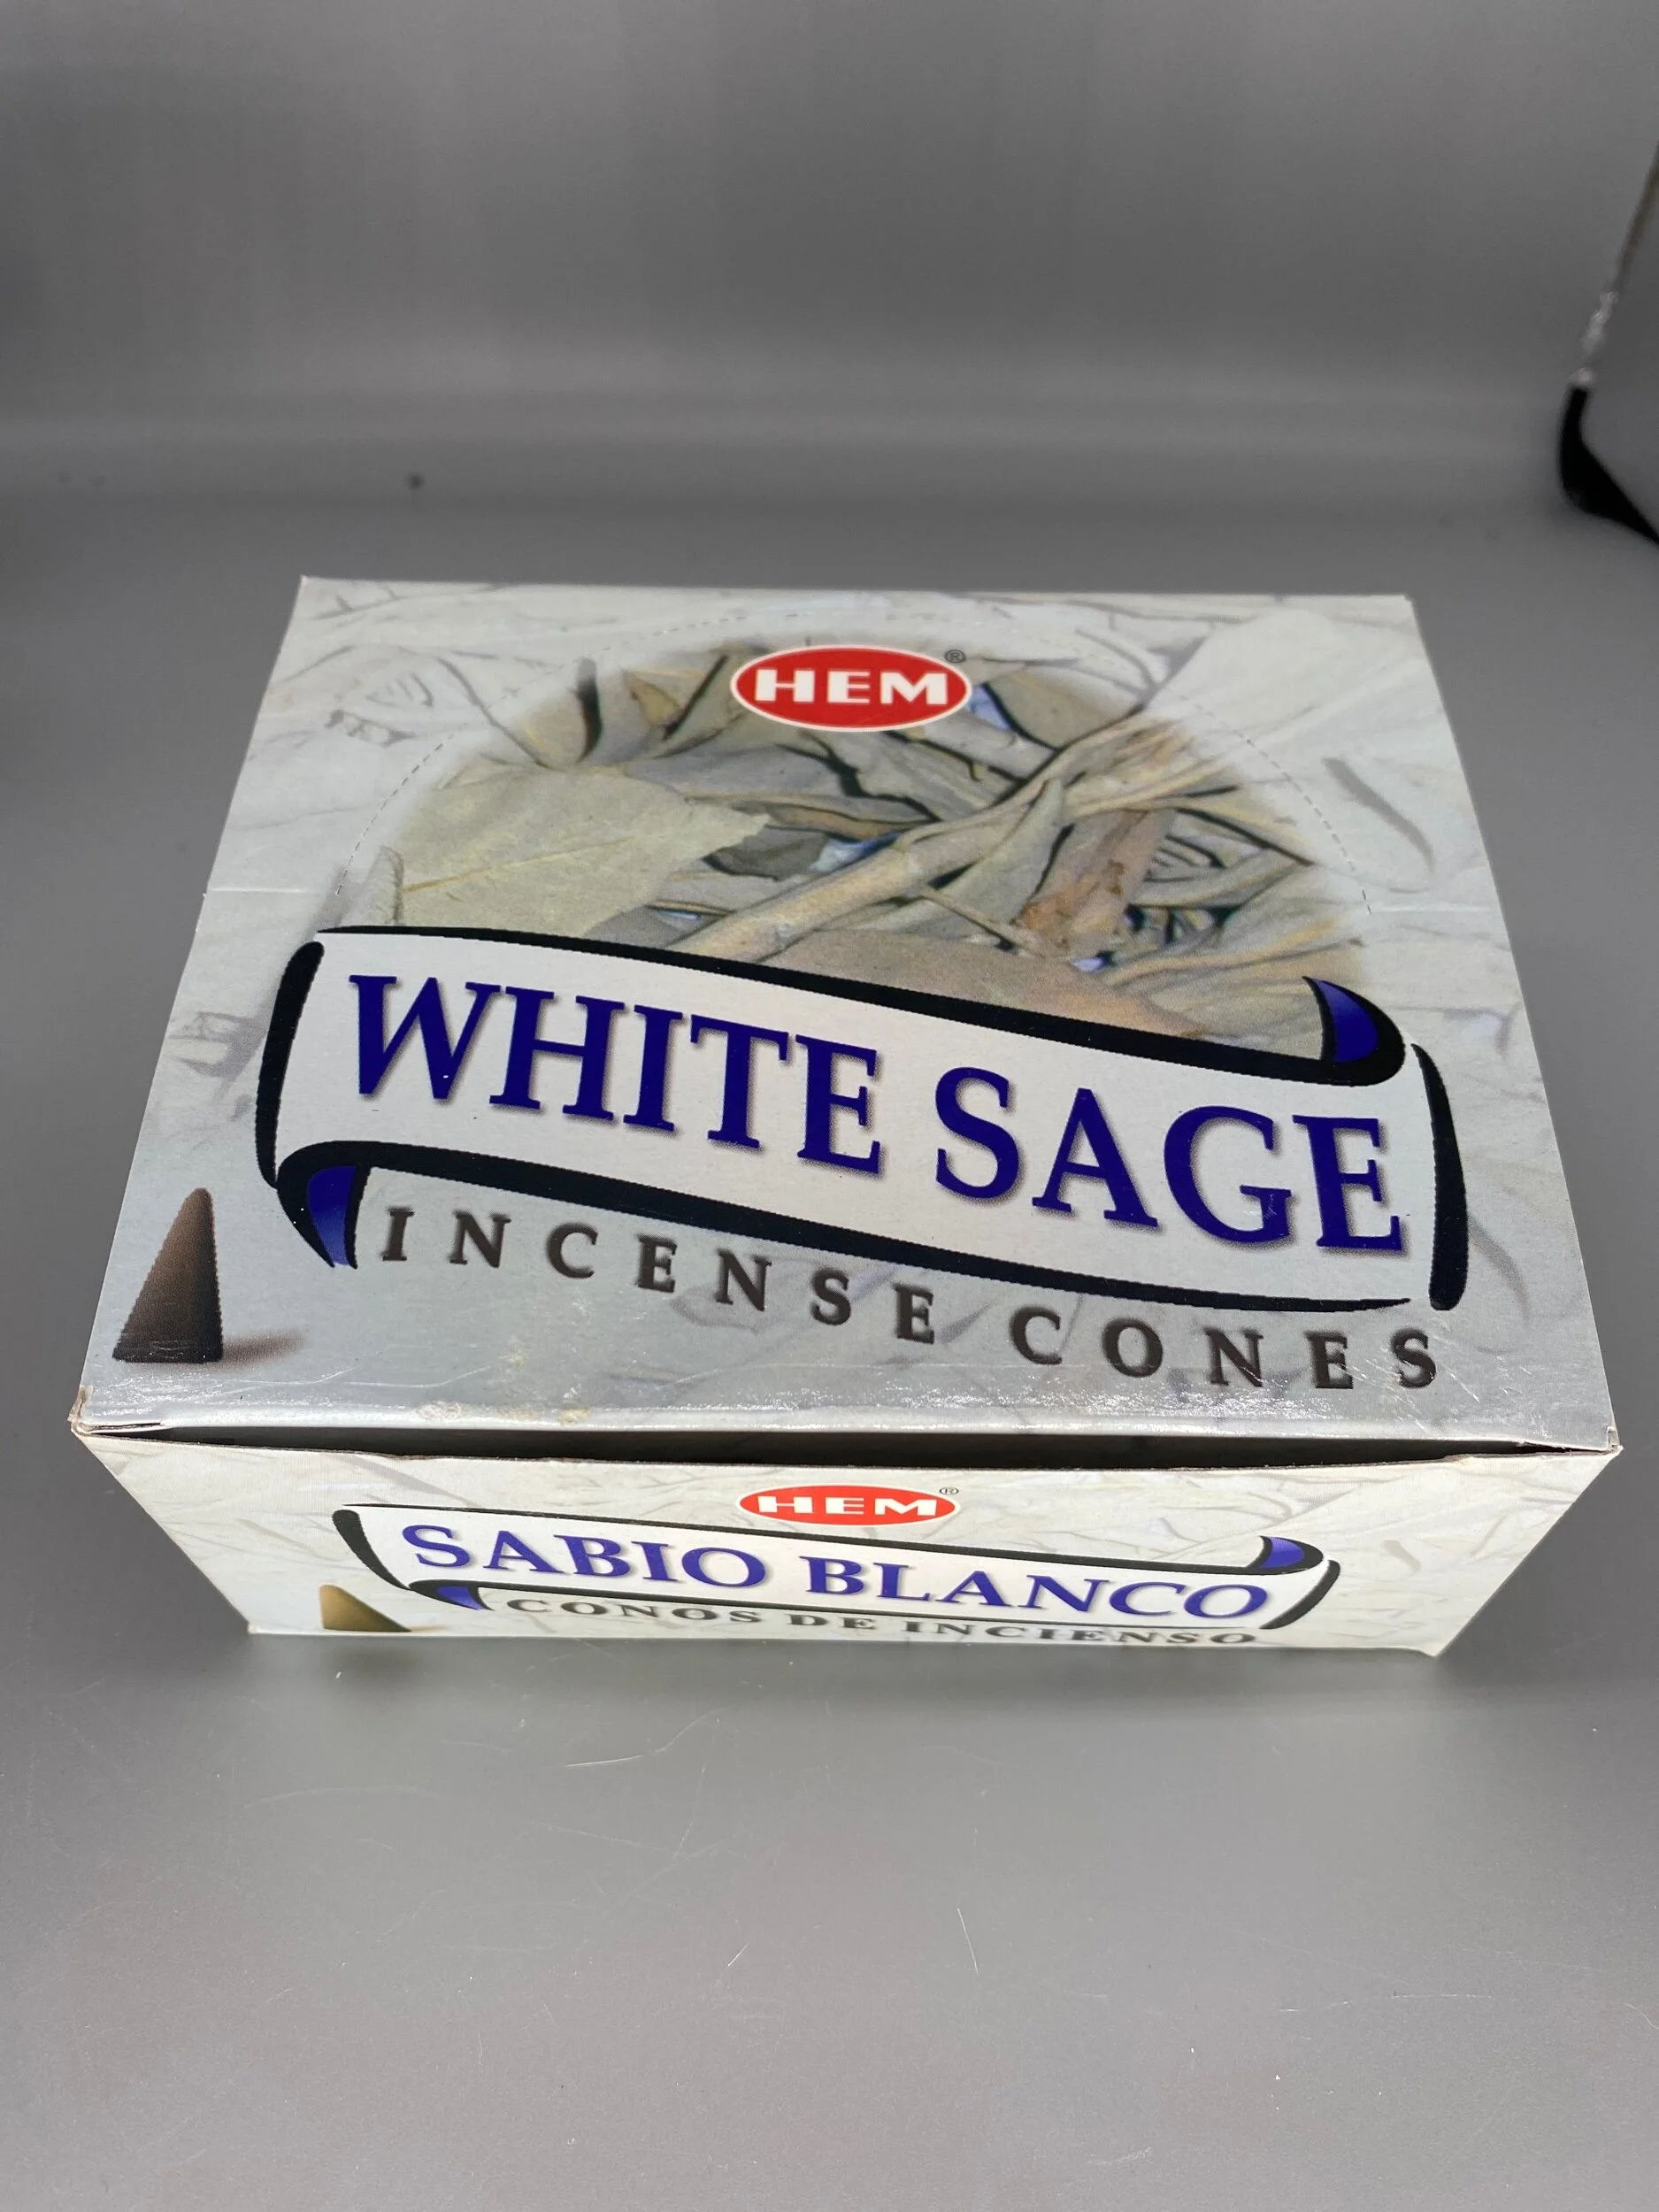 HEM®
WHITE SAGE
INCENSE CONES
HEM®
SABIO BLANCO
CONOS DE INCIENSO